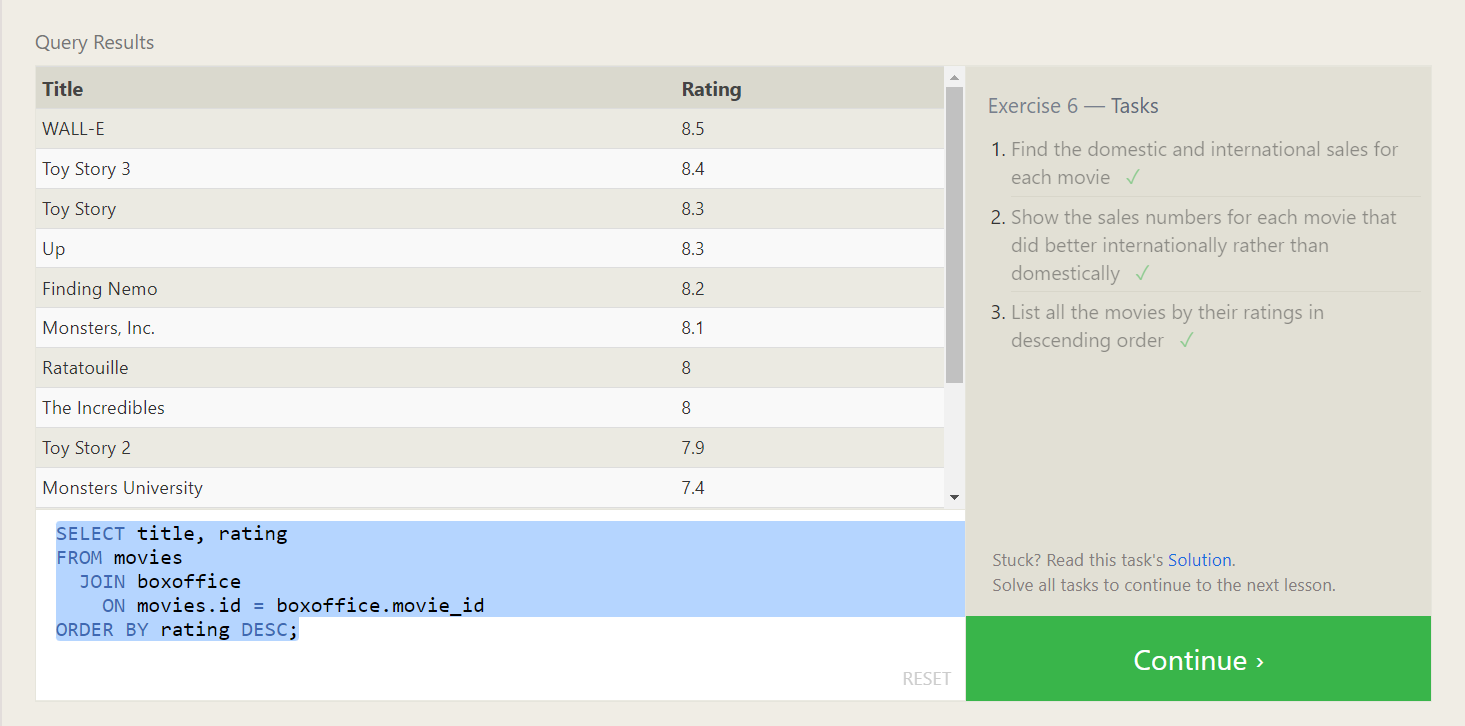 Query Results
Title Rating
WALL-E 8.5
Toy Story 3 8.4
Toy Story 8.3
Up 8.3
Finding Nemo 8.2
Monsters, Inc. 8.1
Ratatouille 8
The Incredibles 8
Toy Story 2 7.9
Monsters University 7.4
SELECT title, rating
FROM movies
  JOIN boxoffice
    ON movies.id = boxoffice.movie_id
ORDER BY rating DESC;
RESET
Exercise 6 — Tasks
1. Find the domestic and international sales for
each movie ✓
2. Show the sales numbers for each movie that
did better internationally rather than
domestically ✓
3. List all the movies by their ratings in
descending order ✓
Stuck? Read this task's Solution.
Solve all tasks to continue to the next lesson.
Continue ›